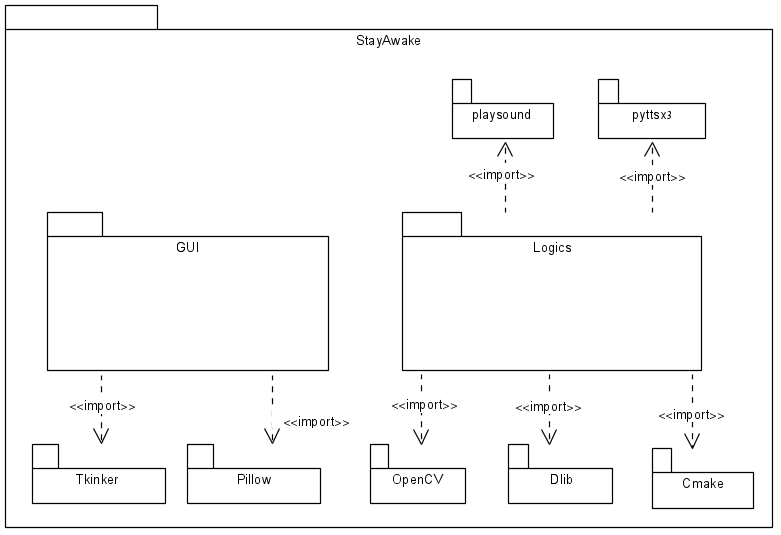 StayAwake
playsound
pyttsx3
<<import>>
<<import>>
GUI
Logics
<<import>>
<<import>>
<<import>>
<<import>>
<<import>>
Tkinker
Pillow
OpenCV
Dlib
Cmake